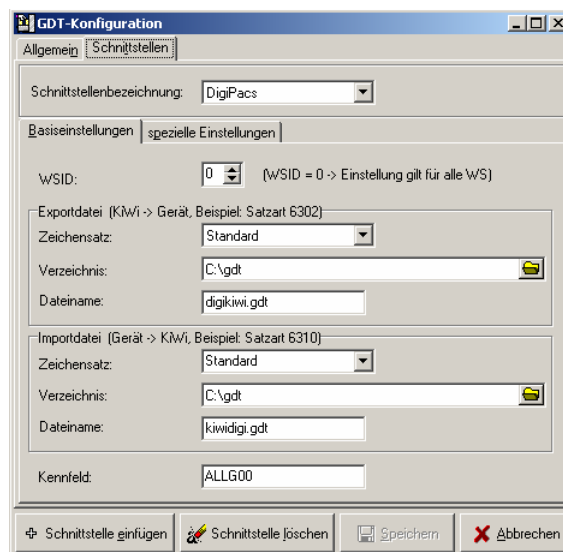 GDT-Konfiguration
Allgemein Schnittstellen
Schnittstellenbezeichnung: DigiPacs
Basiseinstellungen spezielle Einstellungen
WSID: 0 (WSID = 0 -> Einstellung gilt für alle WS)
Exportdatei (KiWi -> Gerät, Beispiel: Satzart 6302)
Zeichensatz: Standard
Verzeichnis: C:\gdt
Dateiname: digikiwi.gdt
Importdatei (Gerät -> KiWi, Beispiel: Satzart 6310)
Zeichensatz: Standard
Verzeichnis: C:\gdt
Dateiname: kiwidigi.gdt
Kennfeld: ALLG00
Schnittstelle einfügen Schnittstelle löschen Speichern Abbrechen